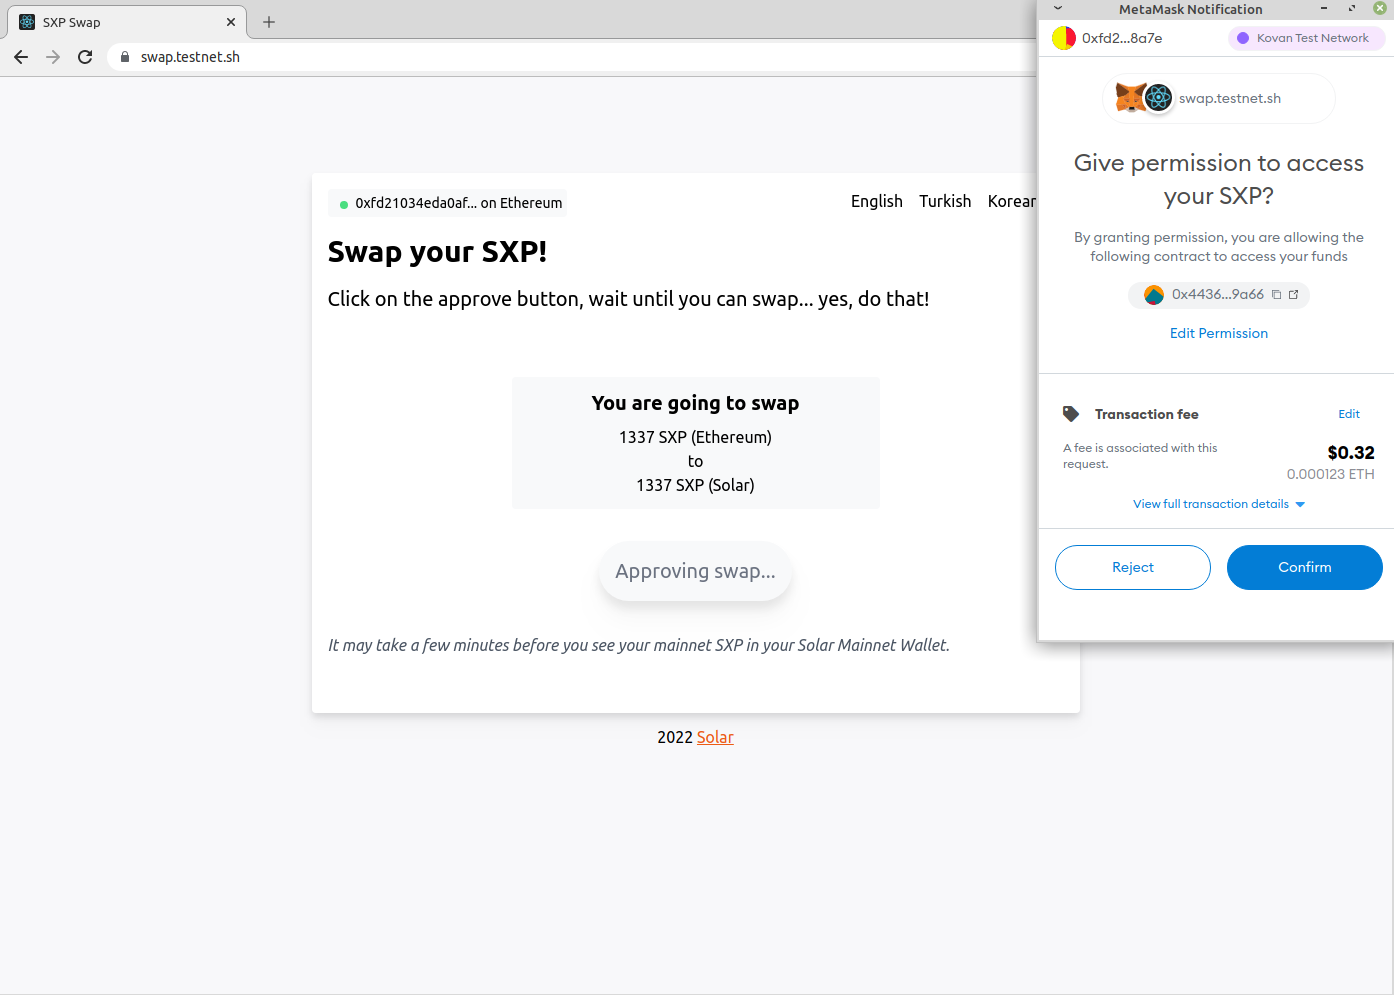 SXP Swap
swap.testnet.sh
0xfd21034eda0af... on Ethereum
English Turkish Korean
Swap your SXP!
Click on the approve button, wait until you can swap... yes, do that!
You are going to swap
1337 SXP (Ethereum)
to
1337 SXP (Solar)
Approving swap...
It may take a few minutes before you see your mainnet SXP in your Solar Mainnet Wallet.
2022 Solar
MetaMask Notification
0xfd2...8a7e
Kovan Test Network
swap.testnet.sh
Give permission to access
your SXP?
By granting permission, you are allowing the
following contract to access your funds
0x4436...9a66
Edit Permission
Transaction fee
Edit
A fee is associated with this
request.
$0.32
0.000123 ETH
View full transaction details
Reject
Confirm